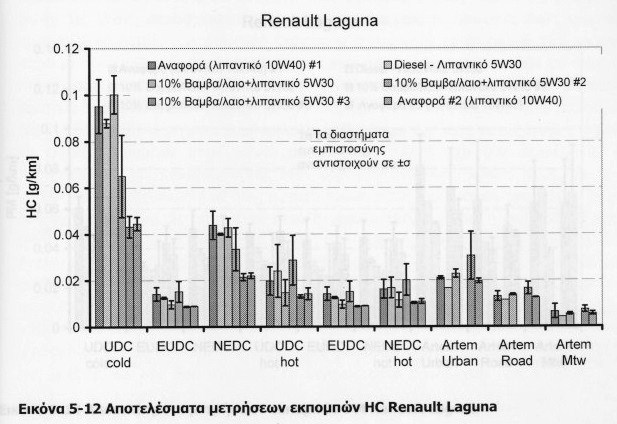 Renault Laguna
0.12
0.1
0.08
0.06
0.04
0.02
0
HC [g/km]
Αναφορά (λιπαντικό 10W40) #1
Diesel - Λιπαντικό 5W30
10% Βαμβα/λαιο+λιπαντικό 5W30
10% Βαμβα/λαιο+λιπαντικό 5W30 #2
10% Βαμβα/λαιο+λιπαντικό 5W30 #3
Αναφορά #2 (λιπαντικό 10W40)
Τα διαστήματα
εμπιστοσύνης
αντιστοιχούν σε ±σ
UDC cold
EUDC
NEDC
UDC hot
EUDC
NEDC hot
Artem Urban
Artem Road
Artem Mtw
Εικόνα 5-12 Αποτελέσματα μετρήσεων εκπομπών HC Renault Laguna